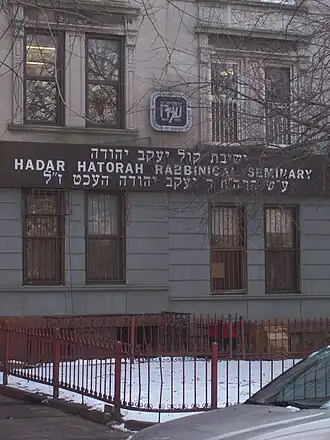 ישיבת קול יעקב יהודה
HADAR HATORAH RABBINICAL SEMINARY
ע״ש הרה״ח ר יעקב יהודה העכט ז״ל